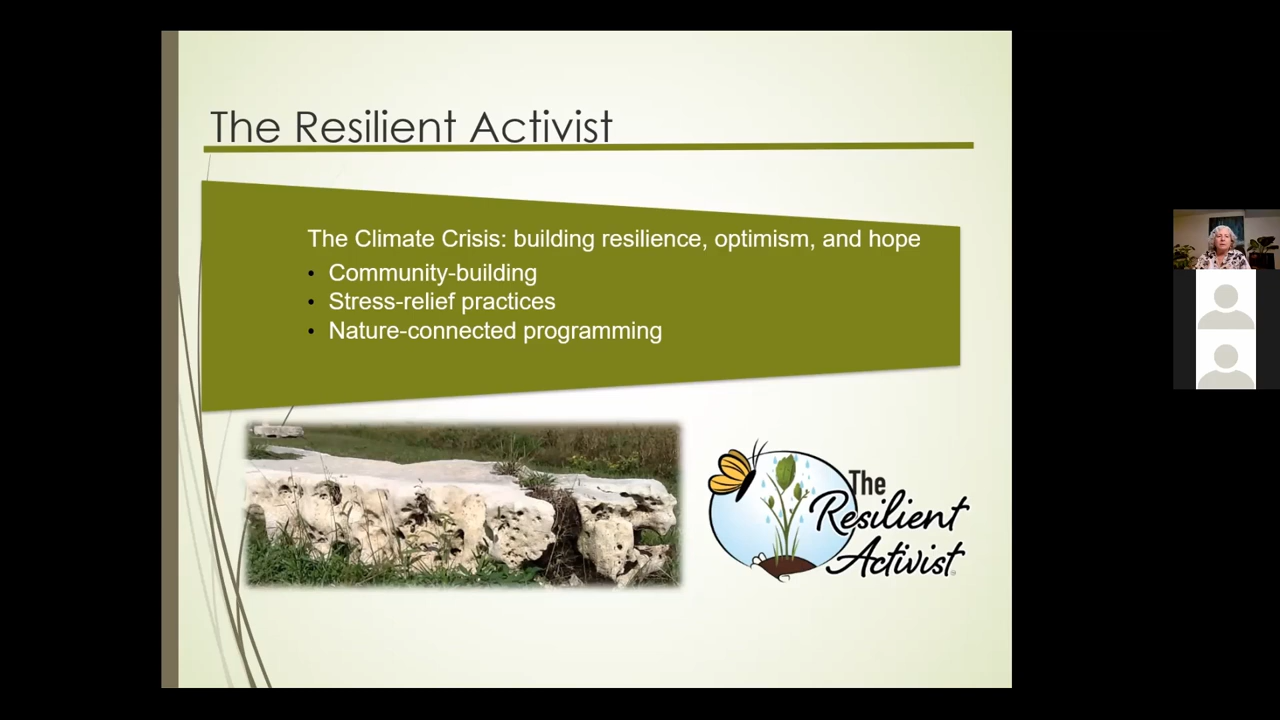 The Resilient Activist
The Climate Crisis: building resilience, optimism, and hope
• Community-building
• Stress-relief practices
• Nature-connected programming
The
Resilient
Activist